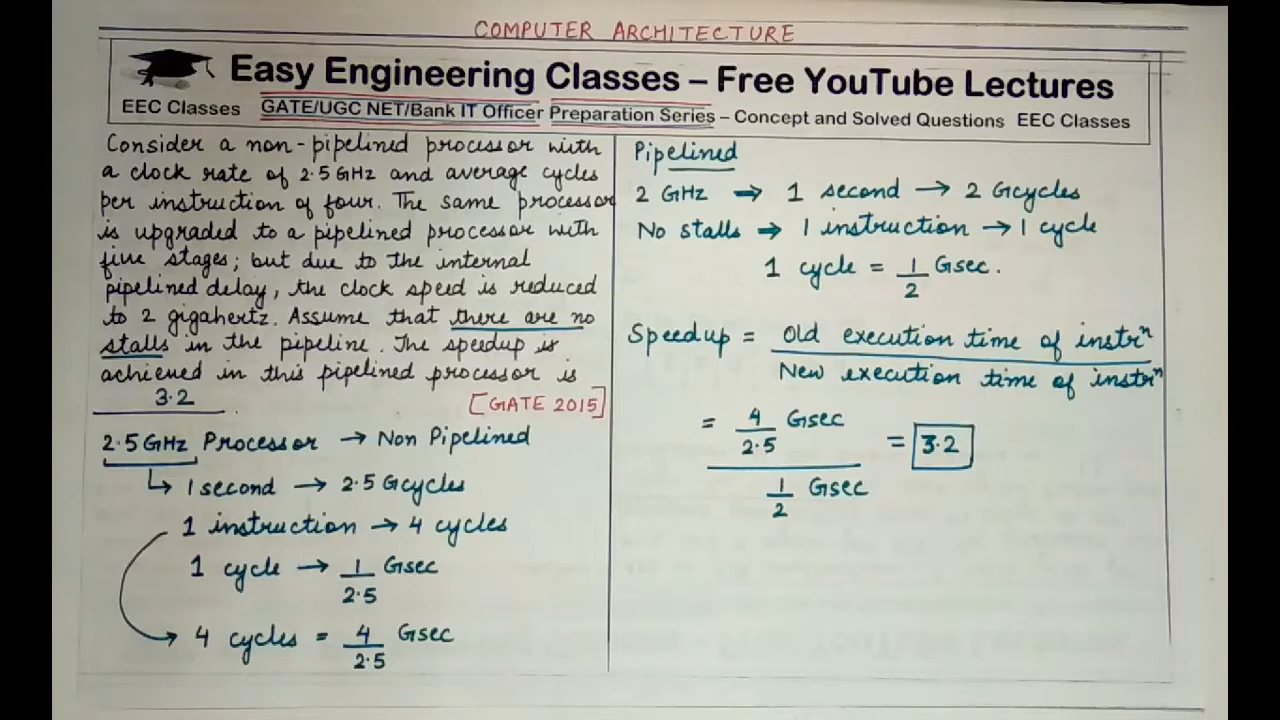 COMPUTER ARCHITECTURE
Easy Engineering Classes – Free YouTube Lectures
EEC Classes GATE/UGC NET/Bank IT Officer Preparation Series – Concept and Solved Questions EEC Classes
Consider a non-pipelined processor with
a clock rate of 2.5 GHz and average cycles
per instruction of four. The same processor
is upgraded to a pipelined processor with
five stages; but due to the internal
pipelined delay, the clock speed is reduced
to 2 gigahertz. Assume that there are no
stalls in the pipeline. The speedup is
achieved in this pipelined processor is
3.2.
[GATE 2015]
2.5 GHz Processor → Non Pipelined
↳ 1 second → 2.5 Gcycles
1 instruction → 4 cycles
1 cycle → 1/2.5 Gsec
→ 4 cycles = 4/2.5 Gsec
Pipelined
2 GHz → 1 second → 2 Gcycles
No stalls → 1 instruction → 1 cycle
1 cycle = 1/2 Gsec.
Speedup = Old execution time of instrⁿ
New execution time of instrⁿ
= 4/2.5 Gsec = 3.2
1/2 Gsec